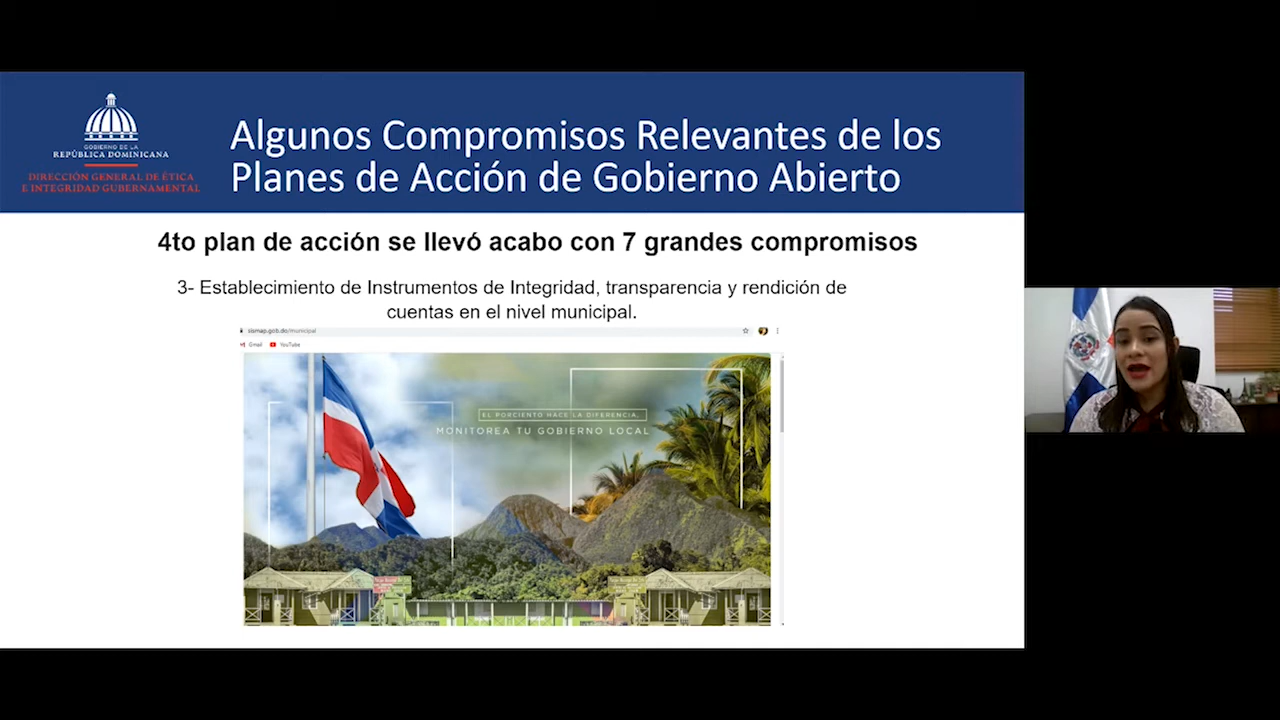 GOBIERNO DE LA
REPÚBLICA DOMINICANA
DIRECCIÓN GENERAL DE ÉTICA
E INTEGRIDAD GUBERNAMENTAL
Algunos Compromisos Relevantes de los
Planes de Acción de Gobierno Abierto
4to plan de acción se llevó acabo con 7 grandes compromisos
3- Establecimiento de Instrumentos de Integridad, transparencia y rendición de
cuentas en el nivel municipal.
sismap.gob.do/municipal
Gmail YouTube
EL PORCIENTO HACE LA DIFERENCIA,
MONITOREA TU GOBIERNO LOCAL